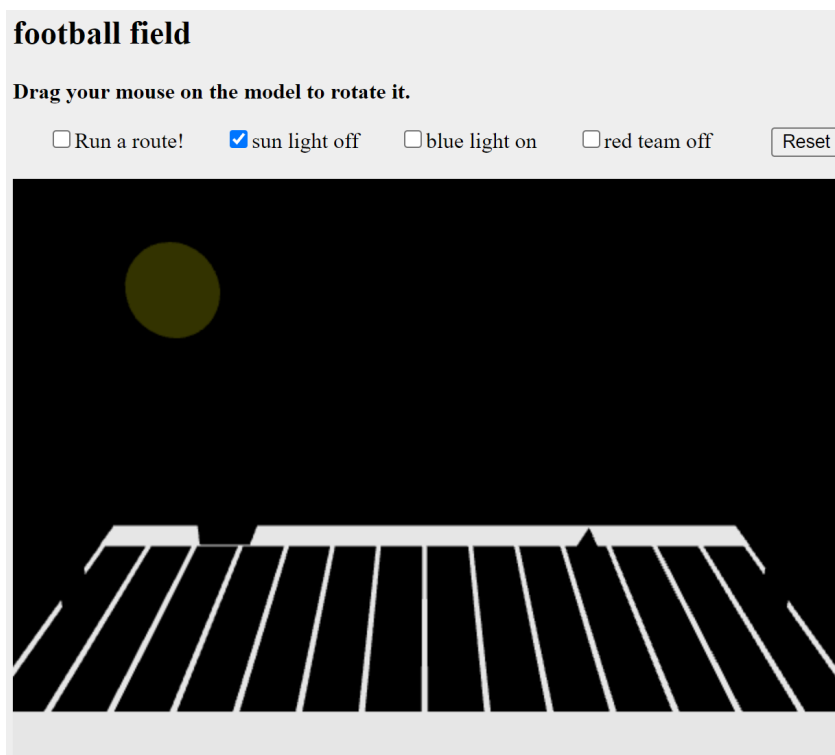 football field
Drag your mouse on the model to rotate it.
Run a route! sun light off blue light on red team off Reset